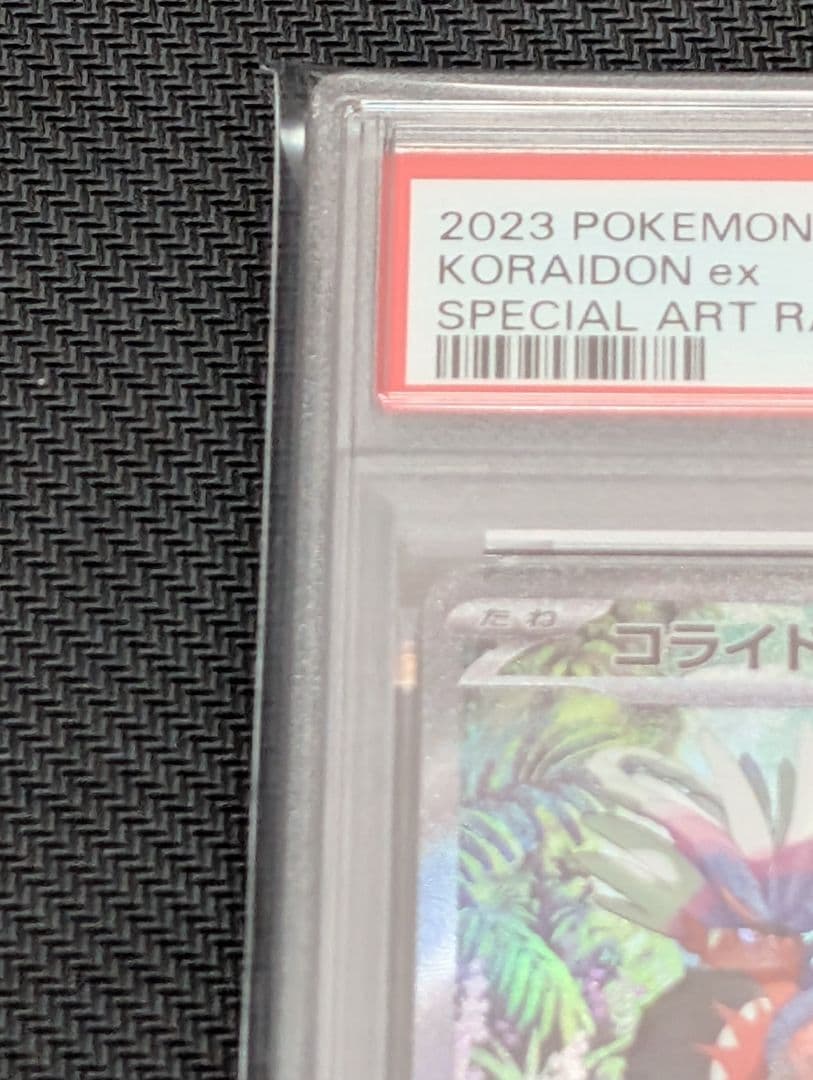 2023 POKEMON
KORAIDON ex
SPECIAL ART RA
たね
コライド